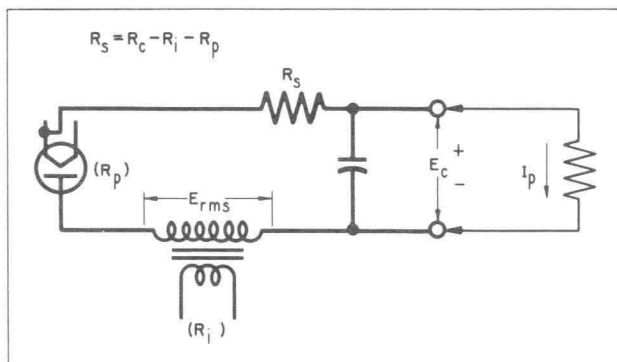 R_s = R_c - R_i - R_p
R_s
(R_p)
E_rms
E_c
+
-
I_p
(R_i)